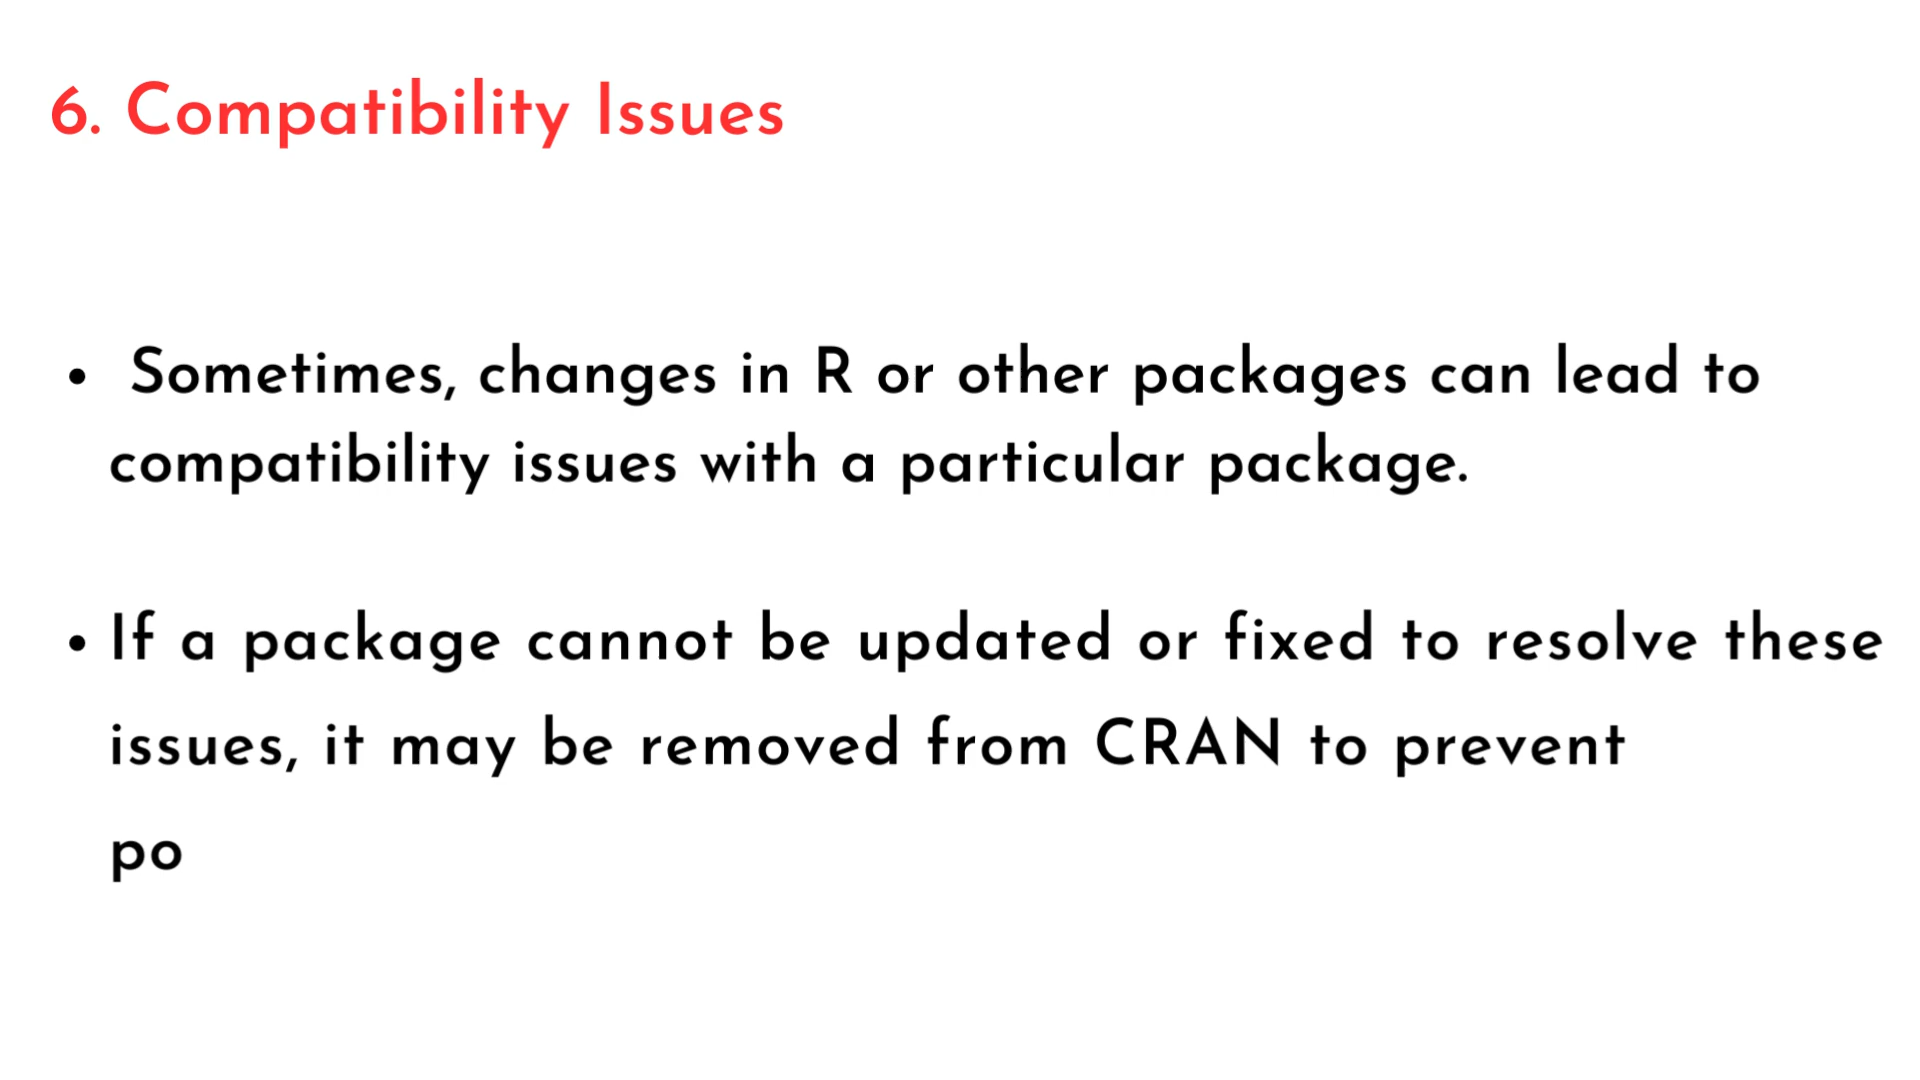 6. Compatibility Issues
• Sometimes, changes in R or other packages can lead to
compatibility issues with a particular package.
• If a package cannot be updated or fixed to resolve these
issues, it may be removed from CRAN to prevent
po